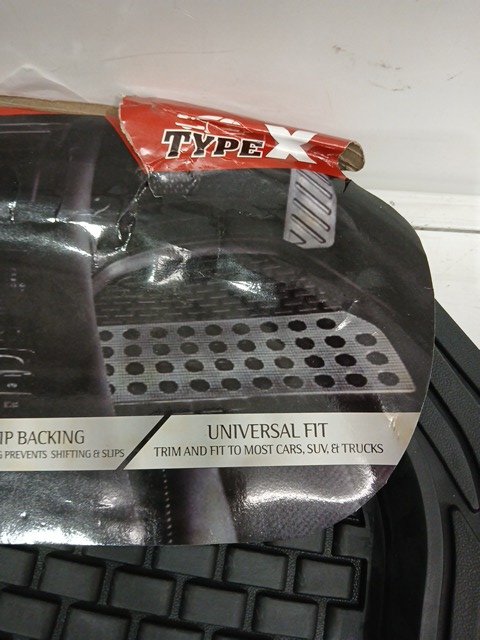 TYPE X
IP BACKING
G PREVENTS SHIFTING & SLIPS
UNIVERSAL FIT
TRIM AND FIT TO MOST CARS, SUV, & TRUCKS